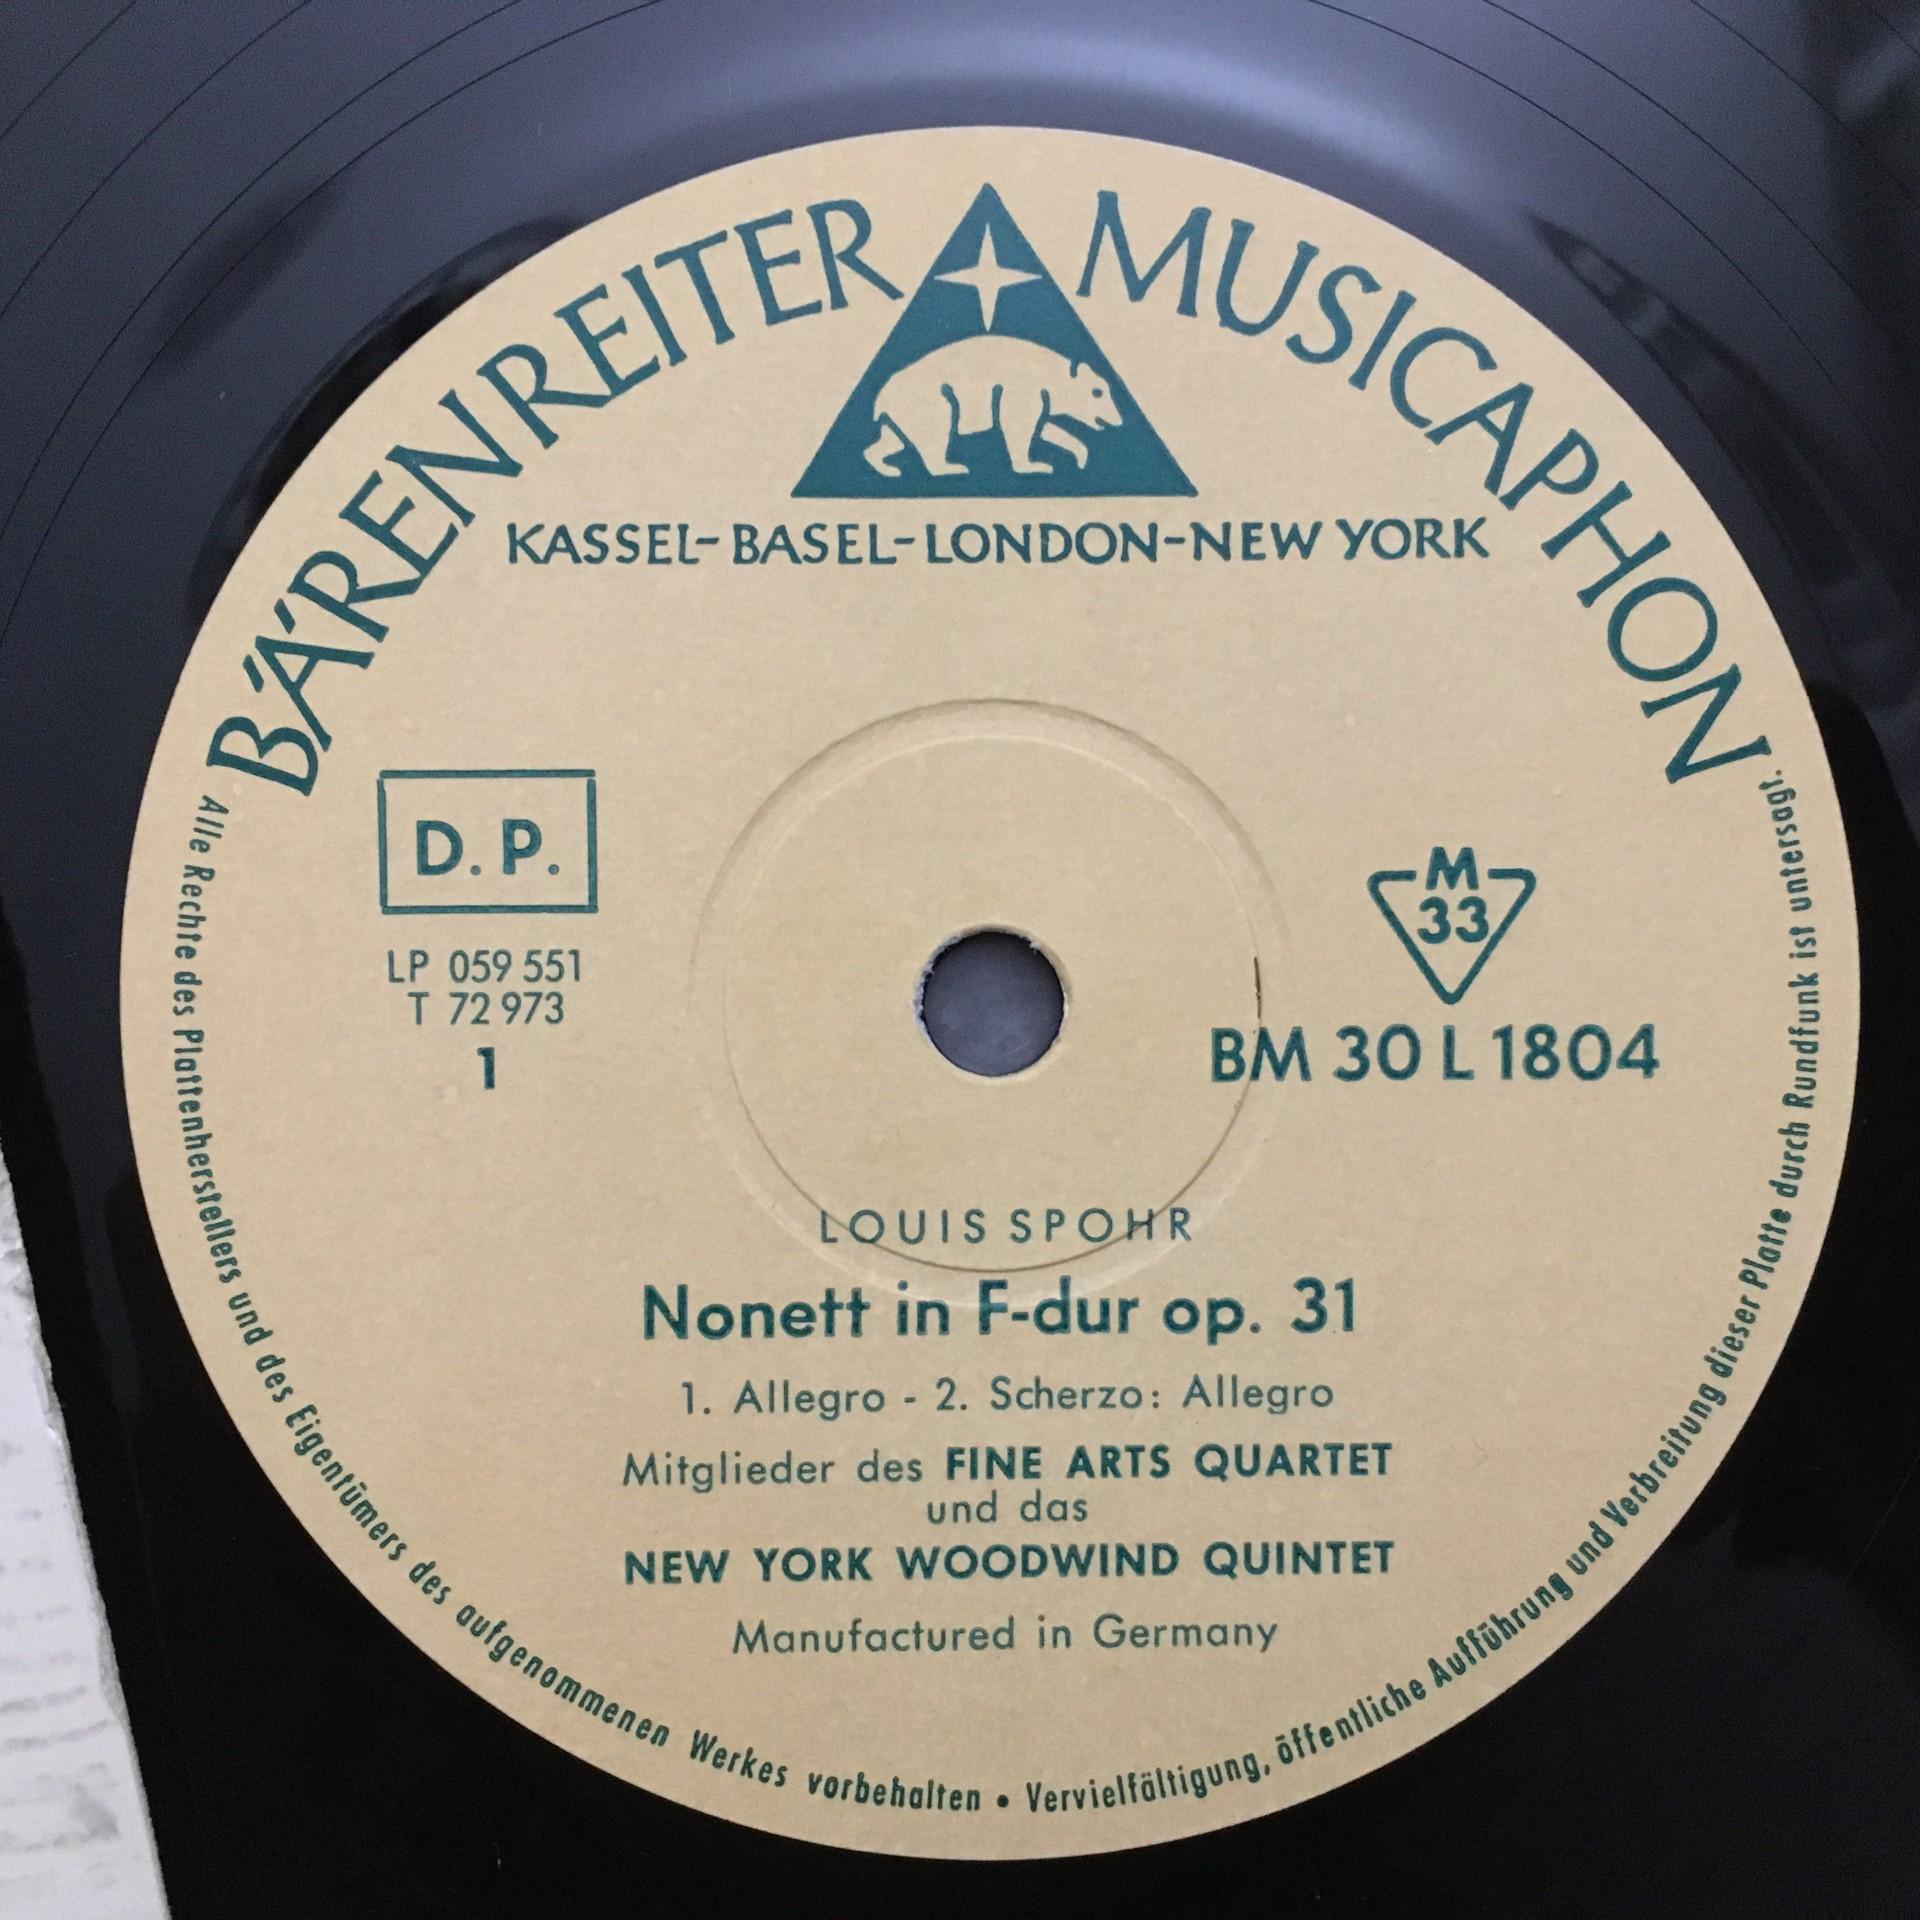 BÄRENREITER MUSICAPHON
KASSEL-BASEL-LONDON-NEW YORK
D. P.
LP 059 551
T 72 973
1
M
33
BM 30 L 1804
LOUIS SPOHR
Nonett in F-dur op. 31
1. Allegro - 2. Scherzo: Allegro
Mitglieder des FINE ARTS QUARTET
und das
NEW YORK WOODWIND QUINTET
Manufactured in Germany
Alle Rechte des Plattenherstellers und des Eigentümers des aufgenommenen Werkes vorbehalten • Vervielfältigung, öffentliche Aufführung und Verbreitung dieser Platte durch Rundfunk ist untersagt.